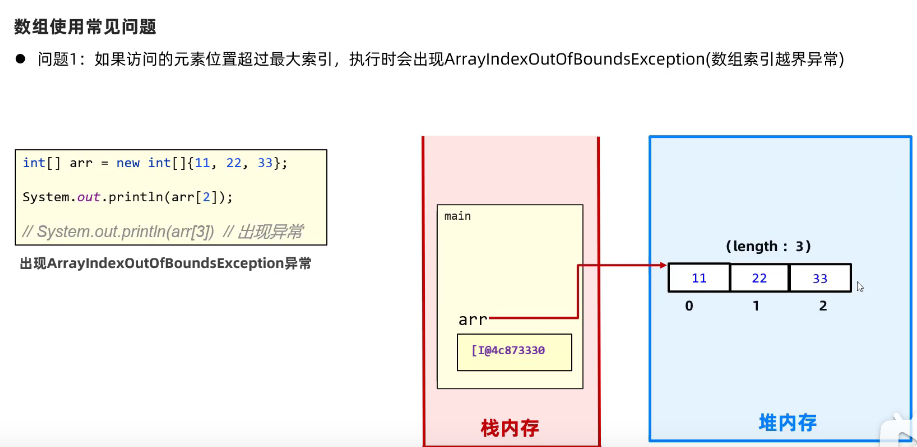 数组使用常见问题
● 问题1：如果访问的元素位置超过最大索引，执行时会出现ArrayIndexOutOfBoundsException(数组索引越界异常)
int[] arr = new int[]{11, 22, 33};
System.out.println(arr[2]);
// System.out.println(arr[3]) // 出现异常
出现ArrayIndexOutOfBoundsException异常
main
arr
[I@4c873330
栈内存
(length : 3)
11 22 33
0 1 2
堆内存